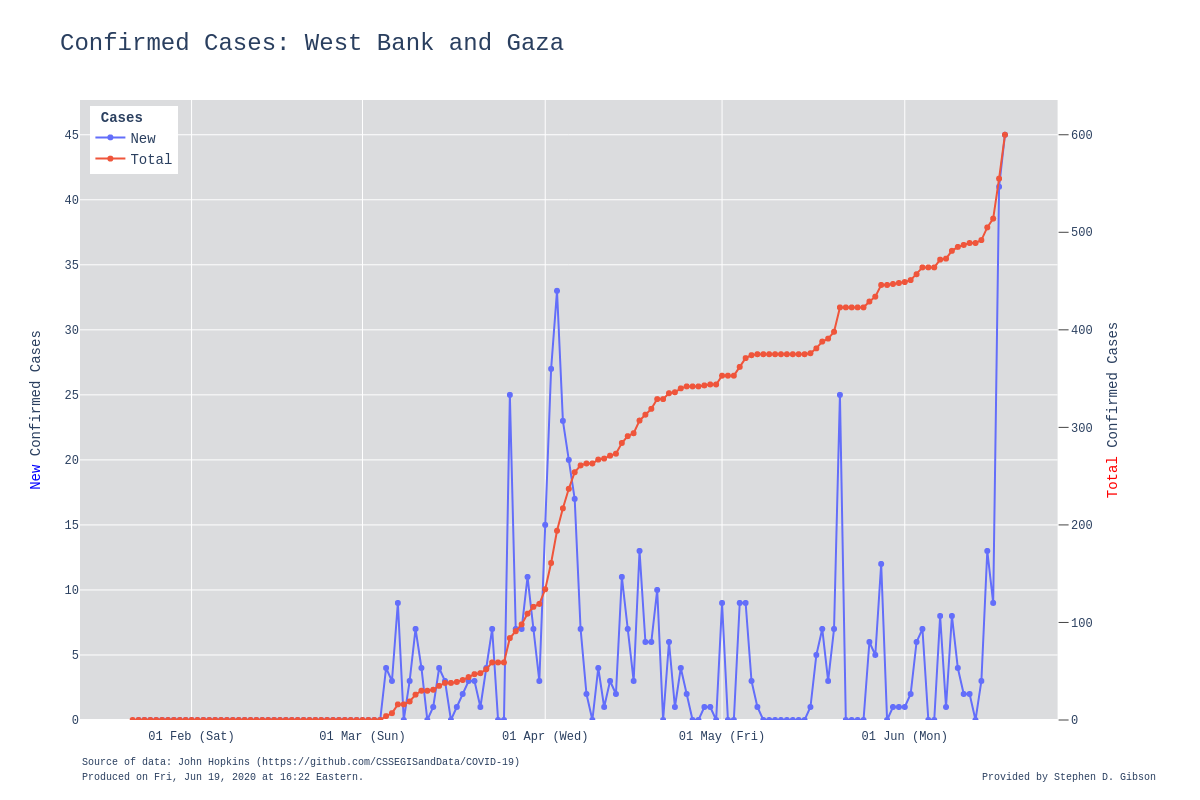 Confirmed Cases: West Bank and Gaza
Cases
New
Total
45
40
35
30
25
20
15
10
5
0
600
500
400
300
200
100
0
New Confirmed Cases
Total Confirmed Cases
01 Feb (Sat) 01 Mar (Sun) 01 Apr (Wed) 01 May (Fri) 01 Jun (Mon)
Source of data: John Hopkins (https://github.com/CSSEGISandData/COVID-19)
Produced on Fri, Jun 19, 2020 at 16:22 Eastern.
Provided by Stephen D. Gibson